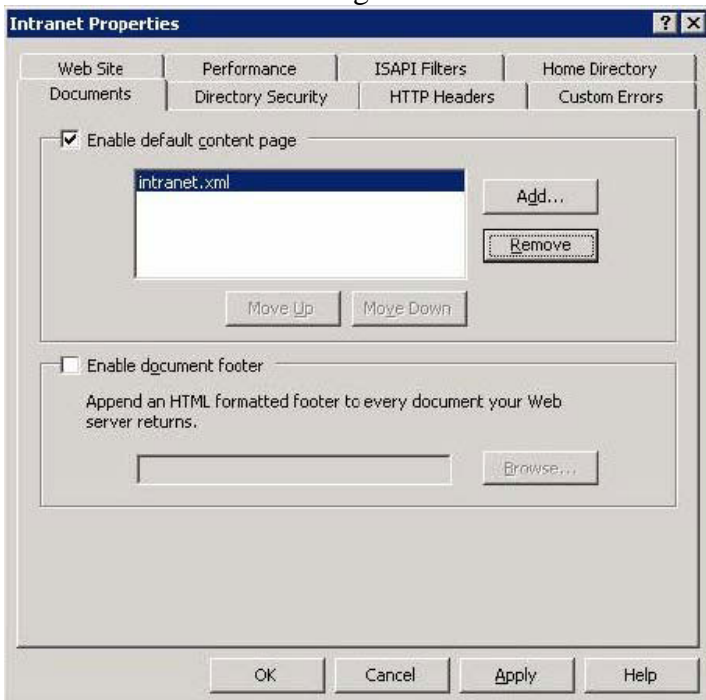 Intranet Properties
Web Site Performance ISAPI Filters Home Directory
Documents Directory Security HTTP Headers Custom Errors
Enable default content page
intranet.xml
Add...
Remove
Move Up Move Down
Enable document footer
Append an HTML formatted footer to every document your Web
server returns.
Browse...
OK Cancel Apply Help